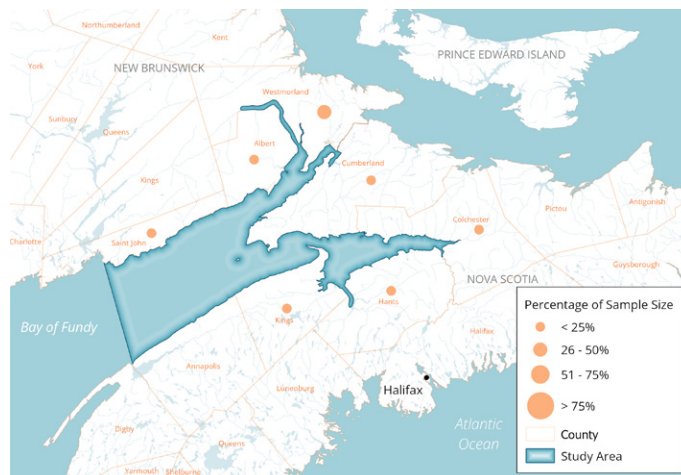 Northumberland
Kent
PRINCE EDWARD ISLAND
York
NEW BRUNSWICK
Westmorland
Sunbury
Queens
Albert
Cumberland
Kings
Antigonish
Pictou
Colchester
Charlotte
Saint John
Guysborough
NOVA SCOTIA
Hants
Percentage of Sample Size
< 25%
26 - 50%
51 - 75%
> 75%
County
Study Area
Bay of Fundy
Kings
Halifax
Annapolis
Lunenburg
Halifax
Digby
Atlantic
Ocean
Queens
Yarmouth
Shelburne